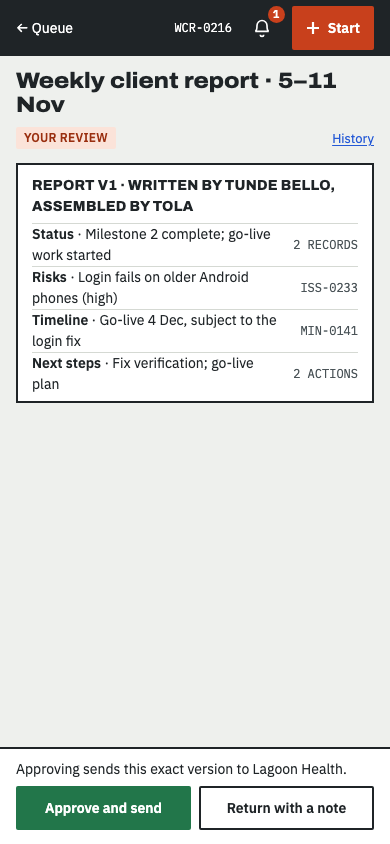 ← Queue
WCR-0216
1
+ Start
Weekly client report · 5–11
Nov
YOUR REVIEW
History
REPORT V1 · WRITTEN BY TUNDE BELLO,
ASSEMBLED BY TOLA
Status · Milestone 2 complete; go-live
work started
2 RECORDS
Risks · Login fails on older Android
phones (high)
ISS-0233
Timeline · Go-live 4 Dec, subject to the
login fix
MIN-0141
Next steps · Fix verification; go-live
plan
2 ACTIONS
Approving sends this exact version to Lagoon Health.
Approve and send
Return with a note